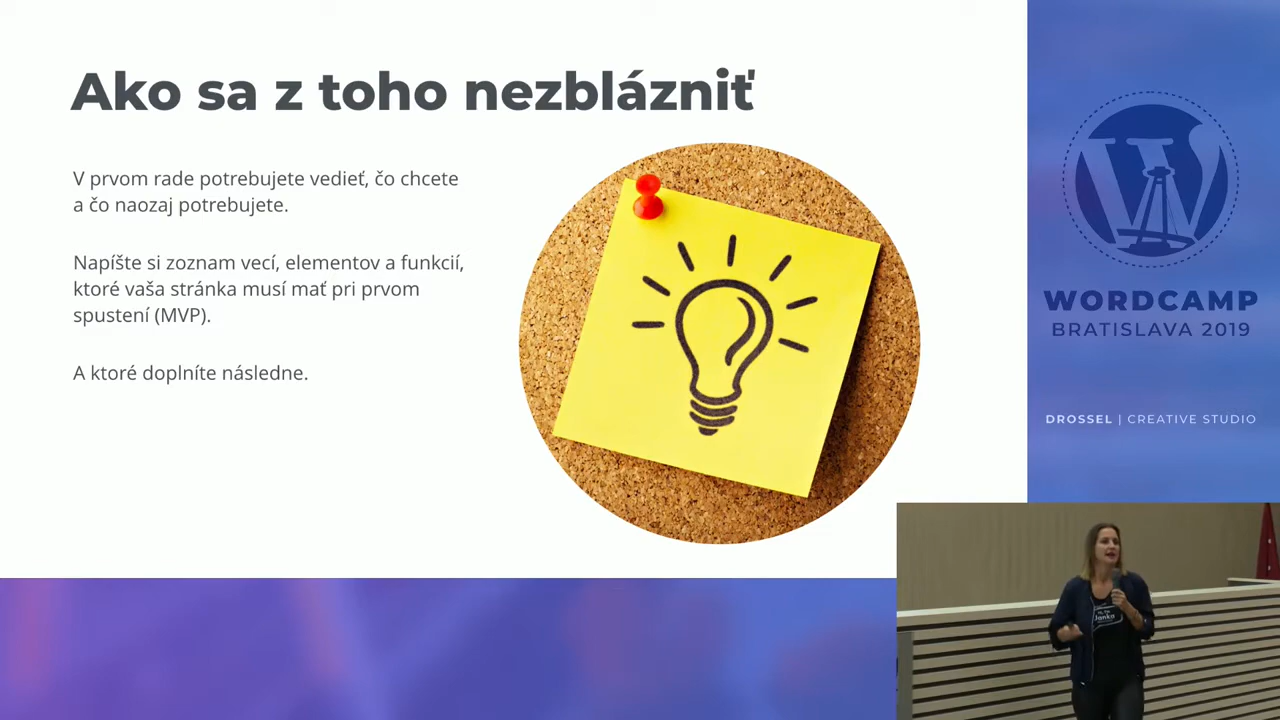 Ako sa z toho nezblázniť
V prvom rade potrebujete vedieť, čo chcete
a čo naozaj potrebujete.
Napíšte si zoznam vecí, elementov a funkcií,
ktoré vaša stránka musí mať pri prvom
spustení (MVP).
A ktoré doplníte následne.
WORDCAMP
BRATISLAVA 2019
DROSSEL | CREATIVE STUDIO
Janka